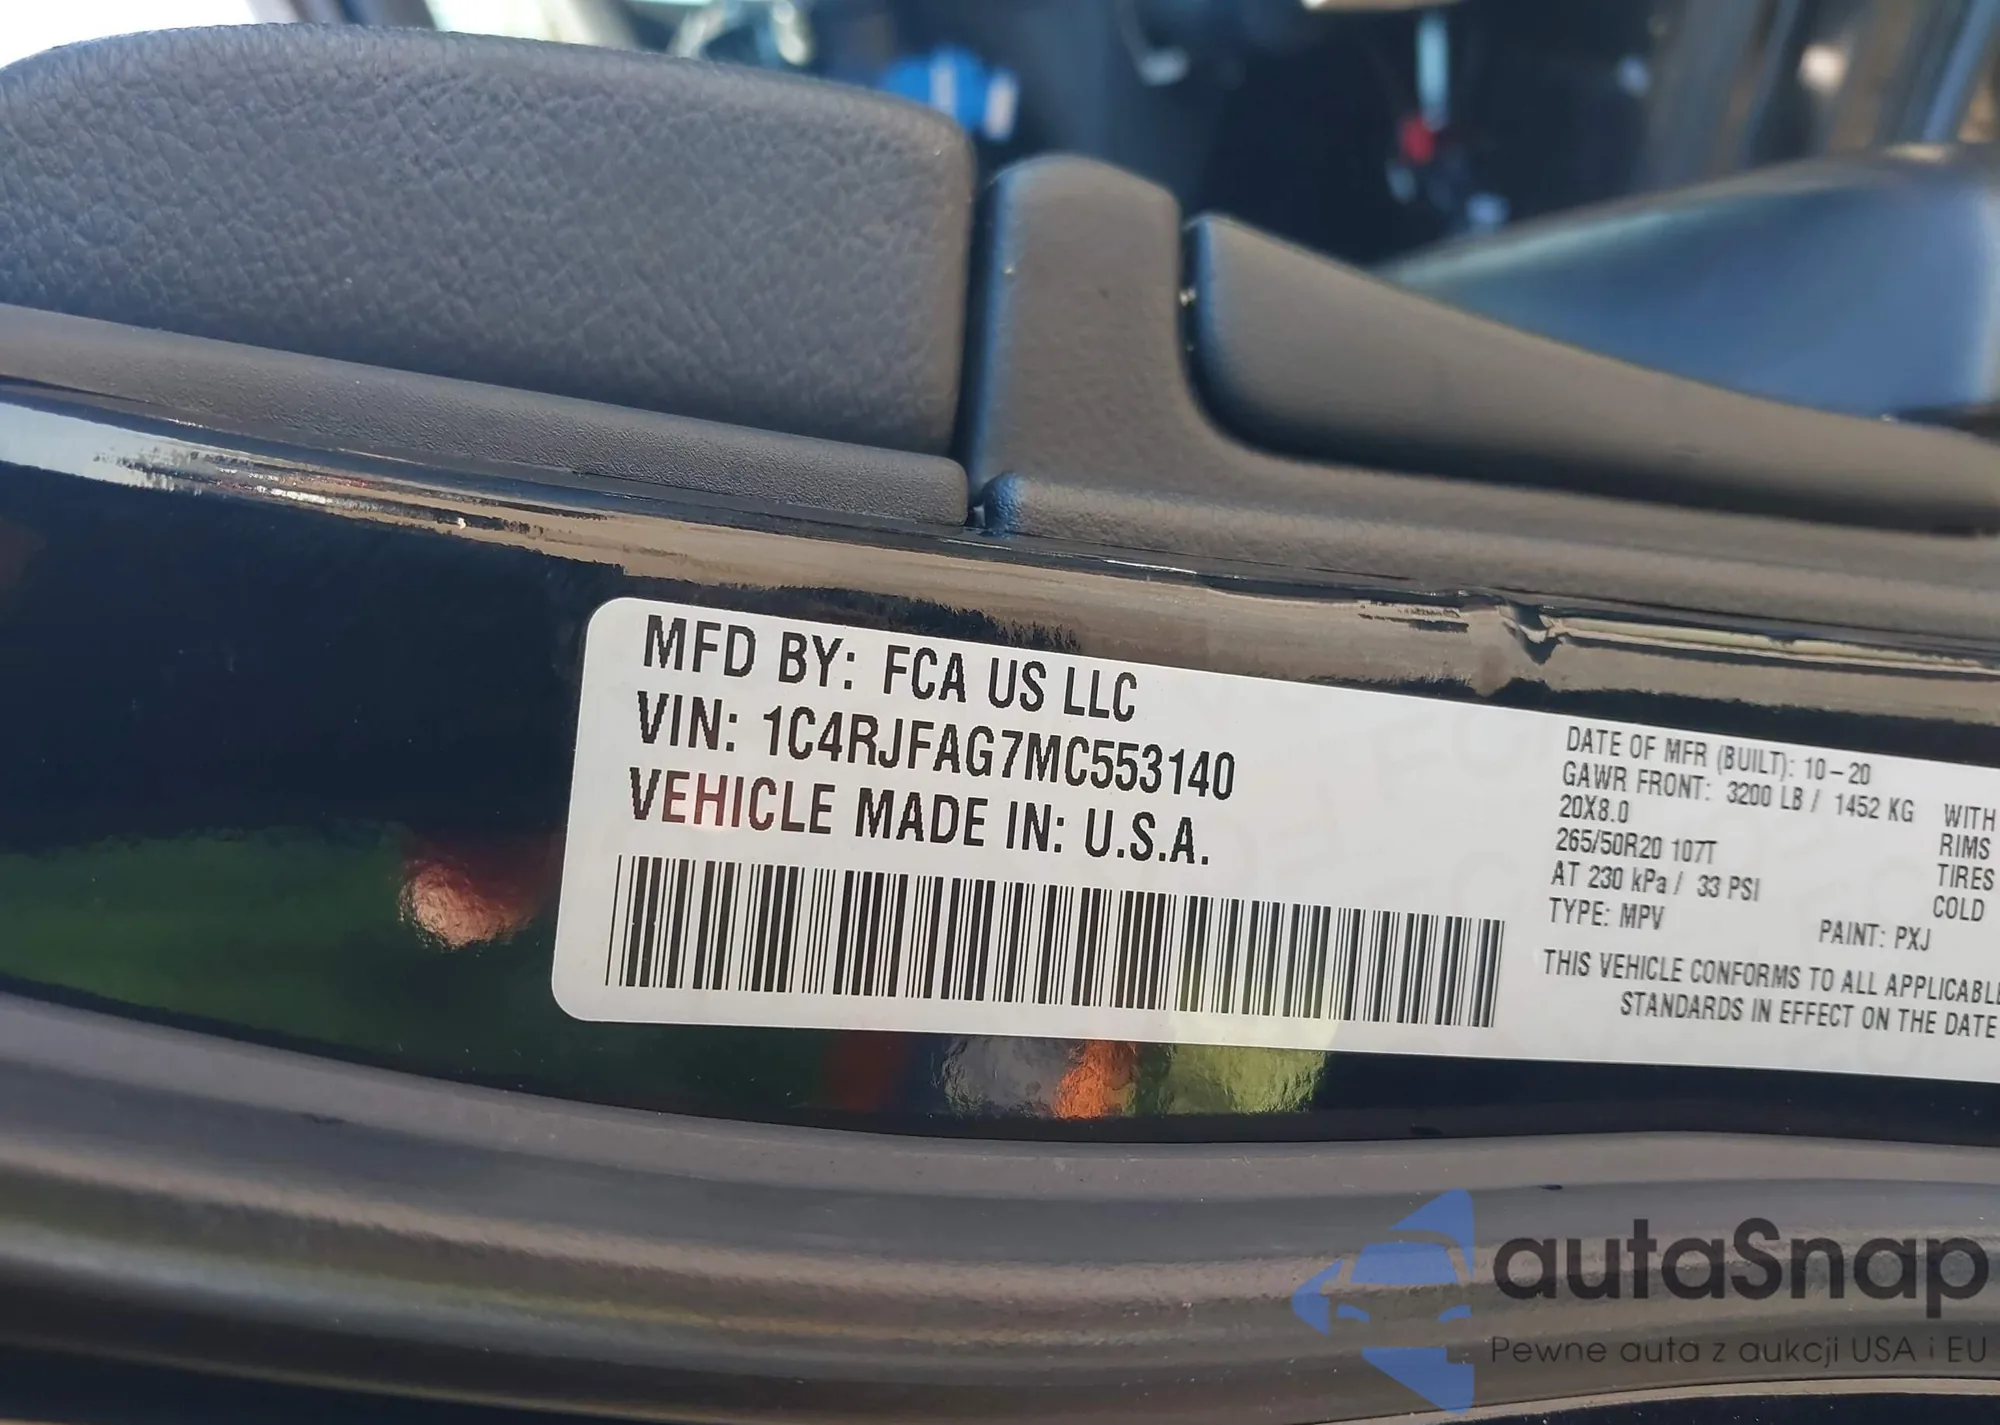 MFD BY: FCA US LLC
VIN: 1C4RJFAG7MC553140
VEHICLE MADE IN: U.S.A.
DATE OF MFR (BUILT): 10-20
GAWR FRONT: 3200 LB / 1452 KG WITH
20X8.0 RIMS
265/50R20 107T TIRES
AT 230 kPa / 33 PSI COLD
TYPE: MPV PAINT: PXJ
THIS VEHICLE CONFORMS TO ALL APPLICABLE
STANDARDS IN EFFECT ON THE DATE
autaSnap
Pewne auta z aukcji USA i EU